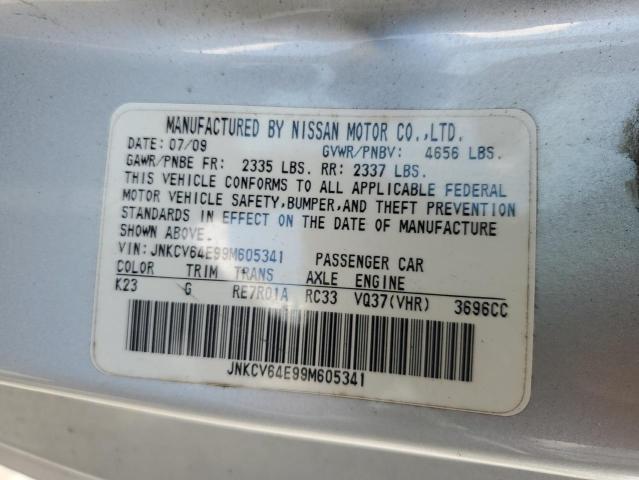 MANUFACTURED BY NISSAN MOTOR CO.,LTD.
DATE: 07/09 GVWR/PNBV: 4656 LBS.
GAWR/PNBE FR: 2335 LBS. RR: 2337 LBS.
THIS VEHICLE CONFORMS TO ALL APPLICABLE FEDERAL
MOTOR VEHICLE SAFETY, BUMPER,AND THEFT PREVENTION
STANDARDS IN EFFECT ON THE DATE OF MANUFACTURE
SHOWN ABOVE.
VIN: JNKCV64E99M605341 PASSENGER CAR
COLOR TRIM TRANS AXLE ENGINE
K23 G RE7R01A RC33 VQ37(VHR) 3696CC
JNKCV64E99M605341